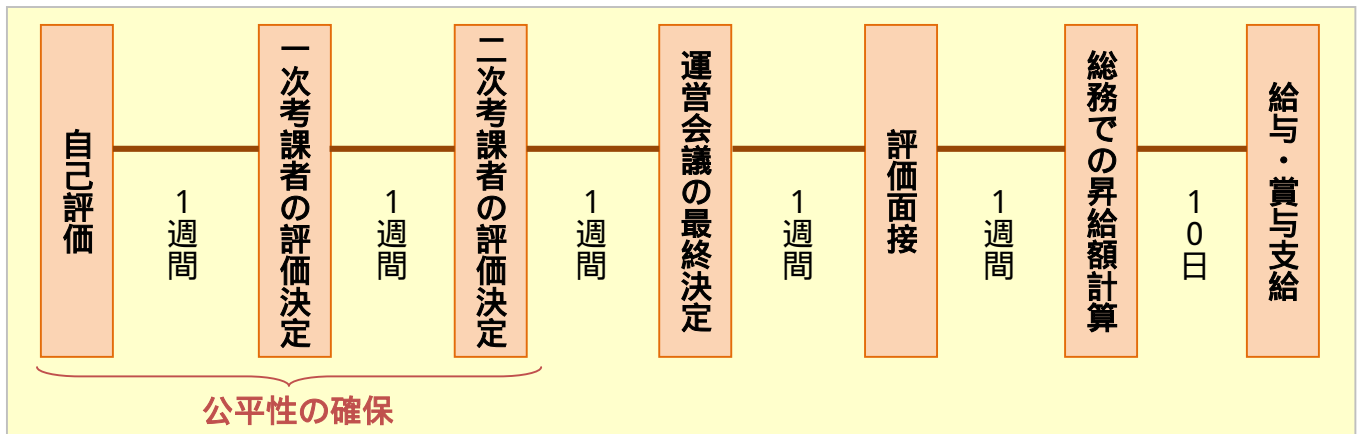 自己評価
1週間
一次考課者の評価決定
1週間
二次考課者の評価決定
1週間
運営会議の最終決定
1週間
評価面接
1週間
総務での昇給額計算
10日
給与・賞与支給
公平性の確保